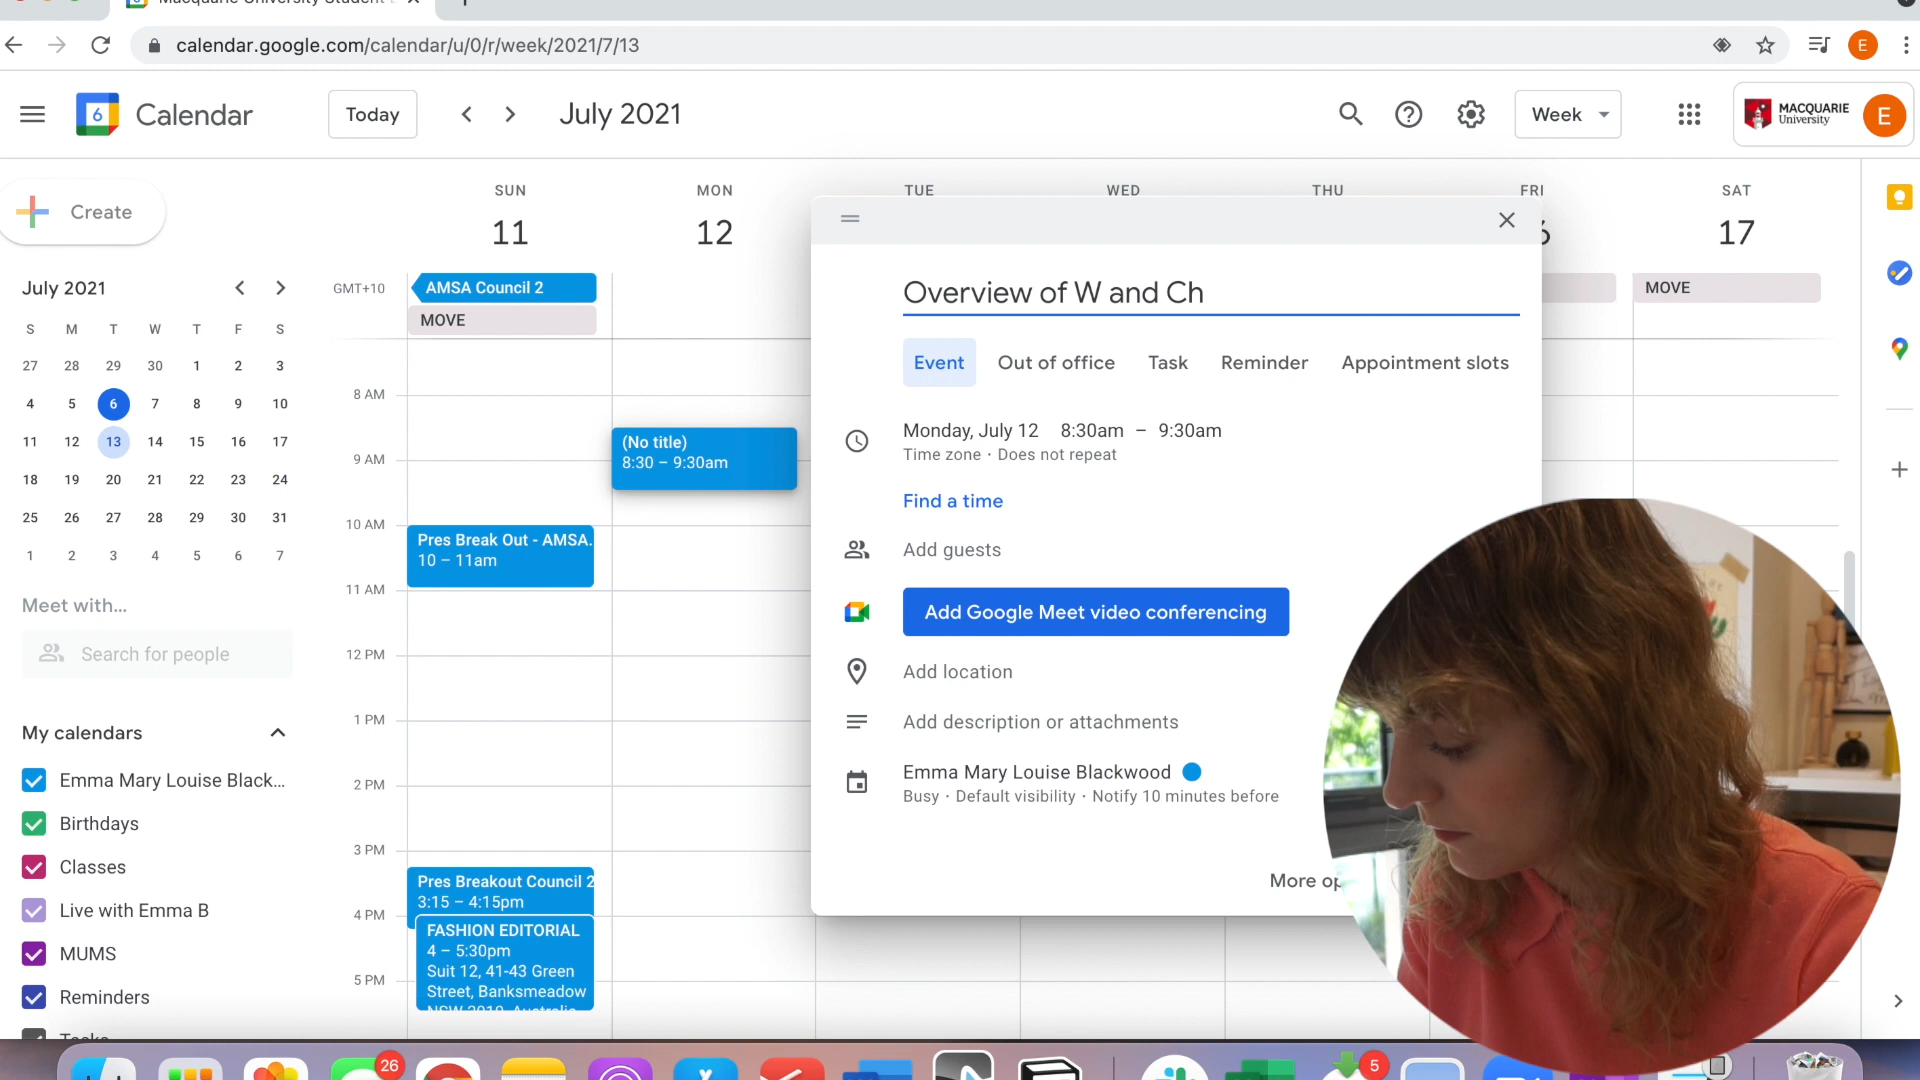 calendar.google.com/calendar/u/0/r/week/2021/7/13
E
6
Calendar
Today
July 2021
Week
MACQUARIE
University
E
Create
SUN
MON
TUE
WED
THU
FRI
SAT
11
12
17
July 2021
S M T W T F S
27 28 29 30 1 2 3
4 5 6 7 8 9 10
11 12 13 14 15 16 17
18 19 20 21 22 23 24
25 26 27 28 29 30 31
1 2 3 4 5 6 7
Meet with...
Search for people
My calendars
Emma Mary Louise Black...
Birthdays
Classes
Live with Emma B
MUMS
Reminders
GMT+10
AMSA Council 2
MOVE
MOVE
8 AM
9 AM
10 AM
11 AM
12 PM
1 PM
2 PM
3 PM
4 PM
5 PM
(No title)
8:30 – 9:30am
Pres Break Out - AMSA.
10 – 11am
Pres Breakout Council 2
3:15 – 4:15pm
FASHION EDITORIAL
4 – 5:30pm
Suit 12, 41-43 Green
Street, Banksmeadow
Overview of W and Ch
Event
Out of office
Task
Reminder
Appointment slots
Monday, July 12 8:30am – 9:30am
Time zone · Does not repeat
Find a time
Add guests
Add Google Meet video conferencing
Add location
Add description or attachments
Emma Mary Louise Blackwood
Busy · Default visibility · Notify 10 minutes before
More op
26
5